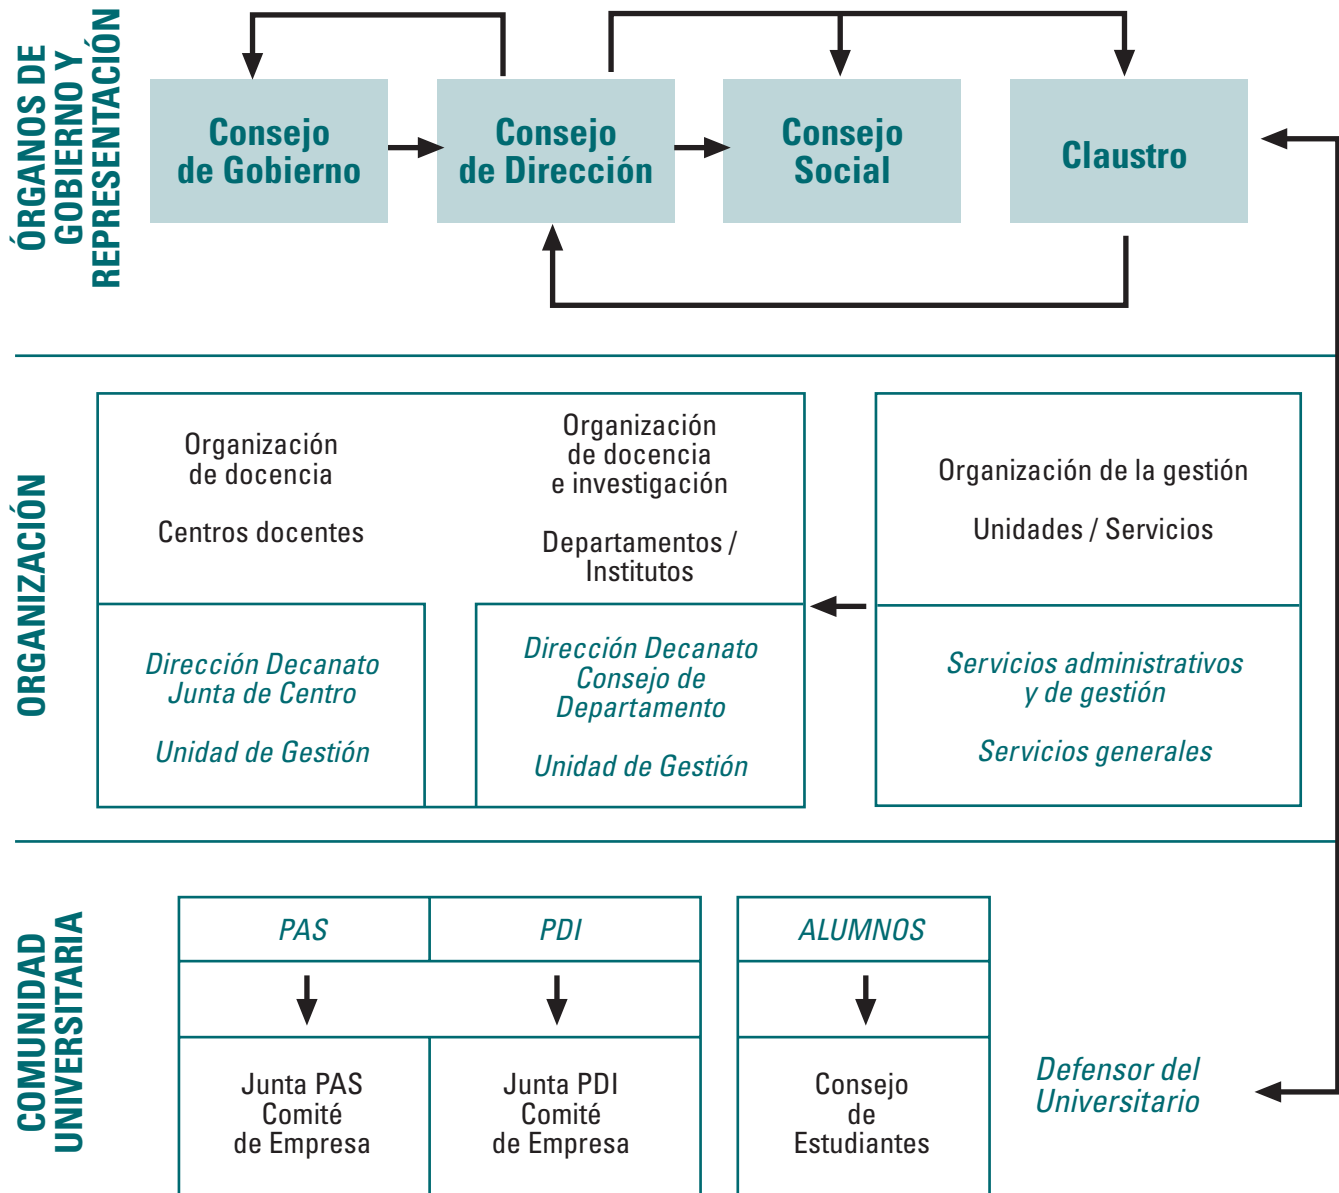 ÓRGANOS DE
GOBIERNO Y
REPRESENTACIÓN
Consejo
de Gobierno
Consejo
de Dirección
Consejo
Social
Claustro
ORGANIZACIÓN
Organización
de docencia
Centros docentes
Organización
de docencia
e investigación
Departamentos /
Institutos
Organización de la gestión
Unidades / Servicios
Dirección Decanato
Junta de Centro
Unidad de Gestión
Dirección Decanato
Consejo de
Departamento
Unidad de Gestión
Servicios administrativos
y de gestión
Servicios generales
COMUNIDAD
UNIVERSITARIA
PAS
PDI
ALUMNOS
Junta PAS
Comité
de Empresa
Junta PDI
Comité
de Empresa
Consejo
de
Estudiantes
Defensor del
Universitario